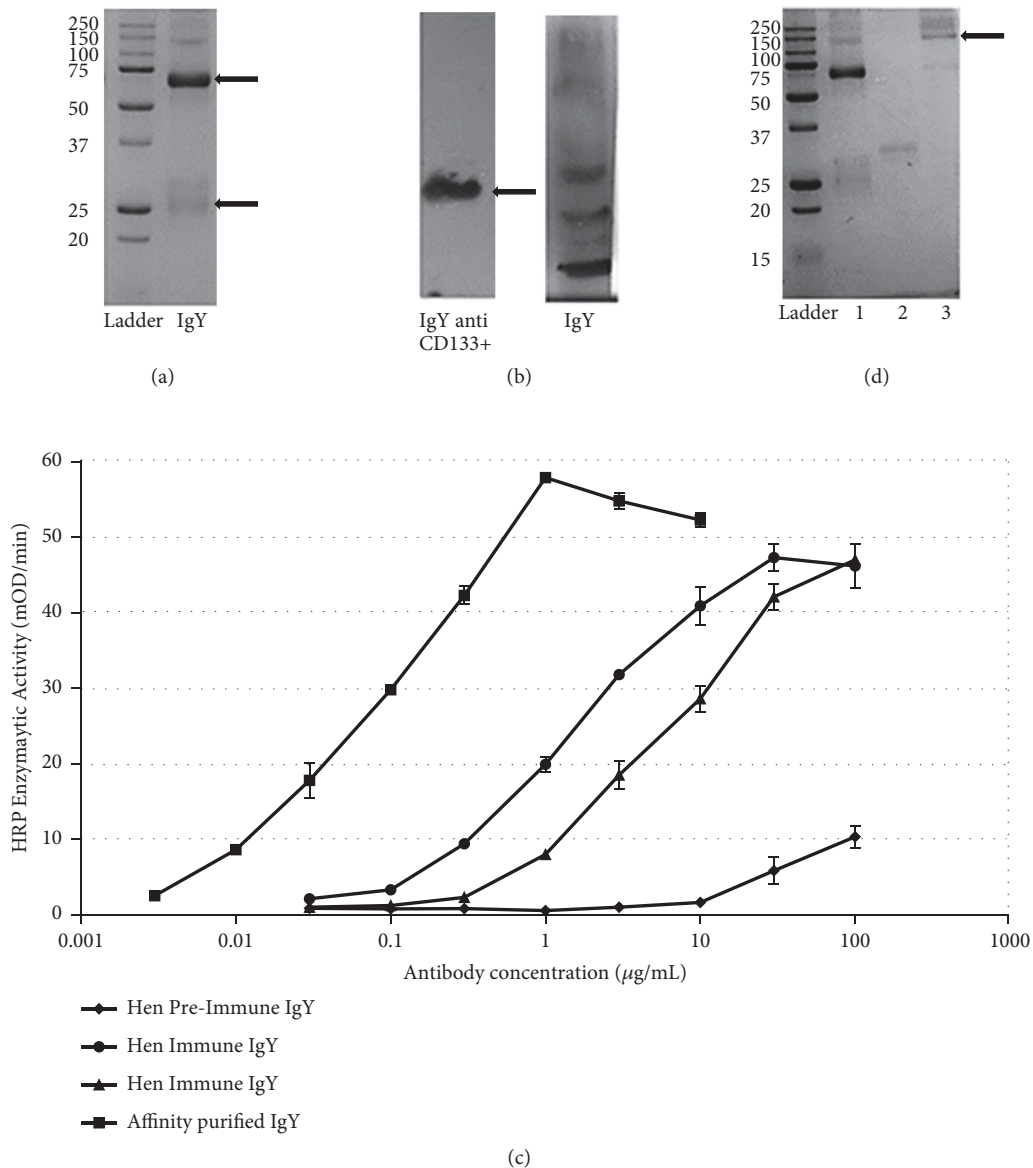 250
150
100
75
50
37
25
20
Ladder IgY
(a)
IgY anti
CD133+
IgY
(b)
250
150
100
75
50
37
25
20
15
Ladder 1 2 3
(d)
60
50
40
30
20
10
0
HRP Enzymaytic Activity (mOD/min)
0.001 0.01 0.1 1 10 100 1000
Antibody concentration (μg/mL)
Hen Pre-Immune IgY
Hen Immune IgY
Hen Immune IgY
Affinity purified IgY
(c)